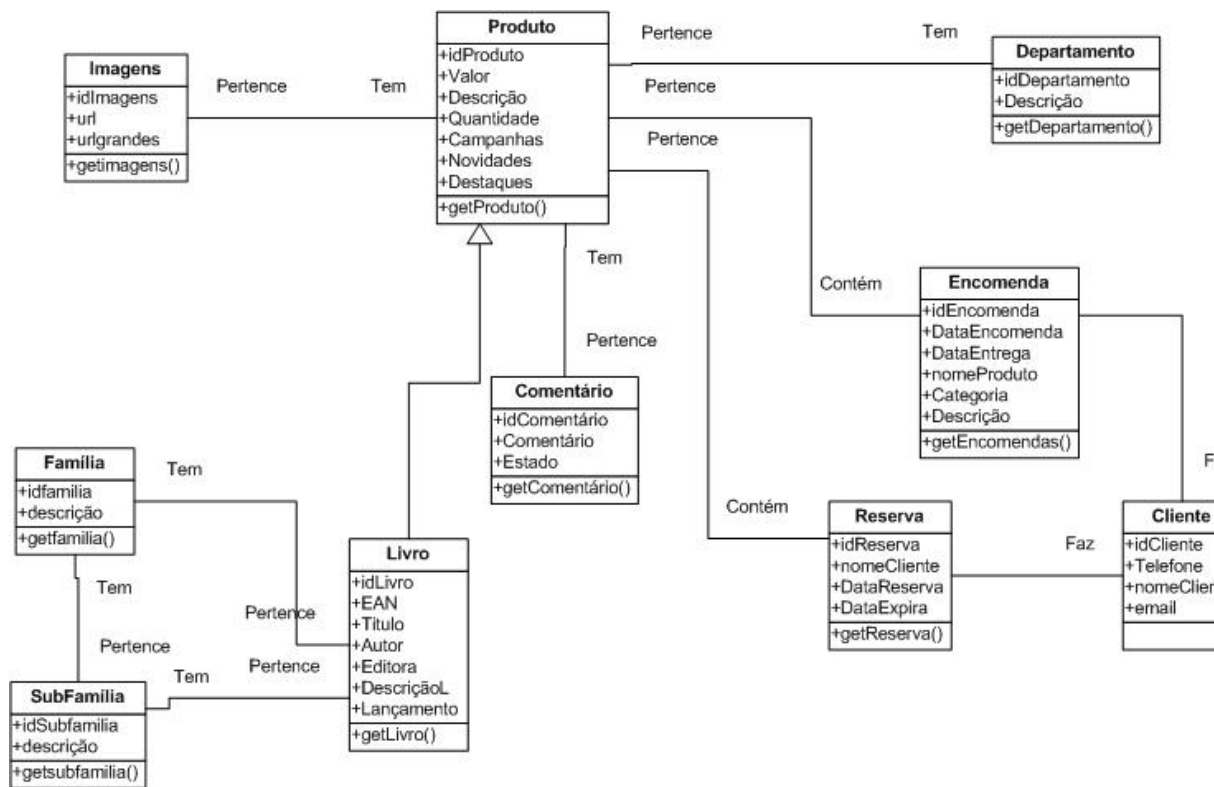 Produto
+idProduto
+Valor
+Descrição
+Quantidade
+Campanhas
+Novidades
+Destaques
+getProduto()
Pertence
Tem
Departamento
+idDepartamento
+Descrição
+getDepartamento()
Imagens
+idImagens
+url
+urlgrandes
+getimagens()
Pertence
Tem
Pertence
Pertence
Tem
Pertence
Contém
Encomenda
+idEncomenda
+DataEncomenda
+DataEntrega
+nomeProduto
+Categoria
+Descrição
+getEncomendas()
Comentário
+idComentário
+Comentário
+Estado
+getComentário()
Família
+idfamilia
+descrição
+getfamilia()
Tem
Tem
Pertence
SubFamília
+idSubfamilia
+descrição
+getsubfamilia()
Tem
Pertence
Pertence
Livro
+idLivro
+EAN
+Titulo
+Autor
+Editora
+DescriçãoL
+Lançamento
+getLivro()
Contém
Reserva
+idReserva
+nomeCliente
+DataReserva
+DataExpira
+getReserva()
Faz
F
Cliente
+idCliente
+Telefone
+nomeClien
+email